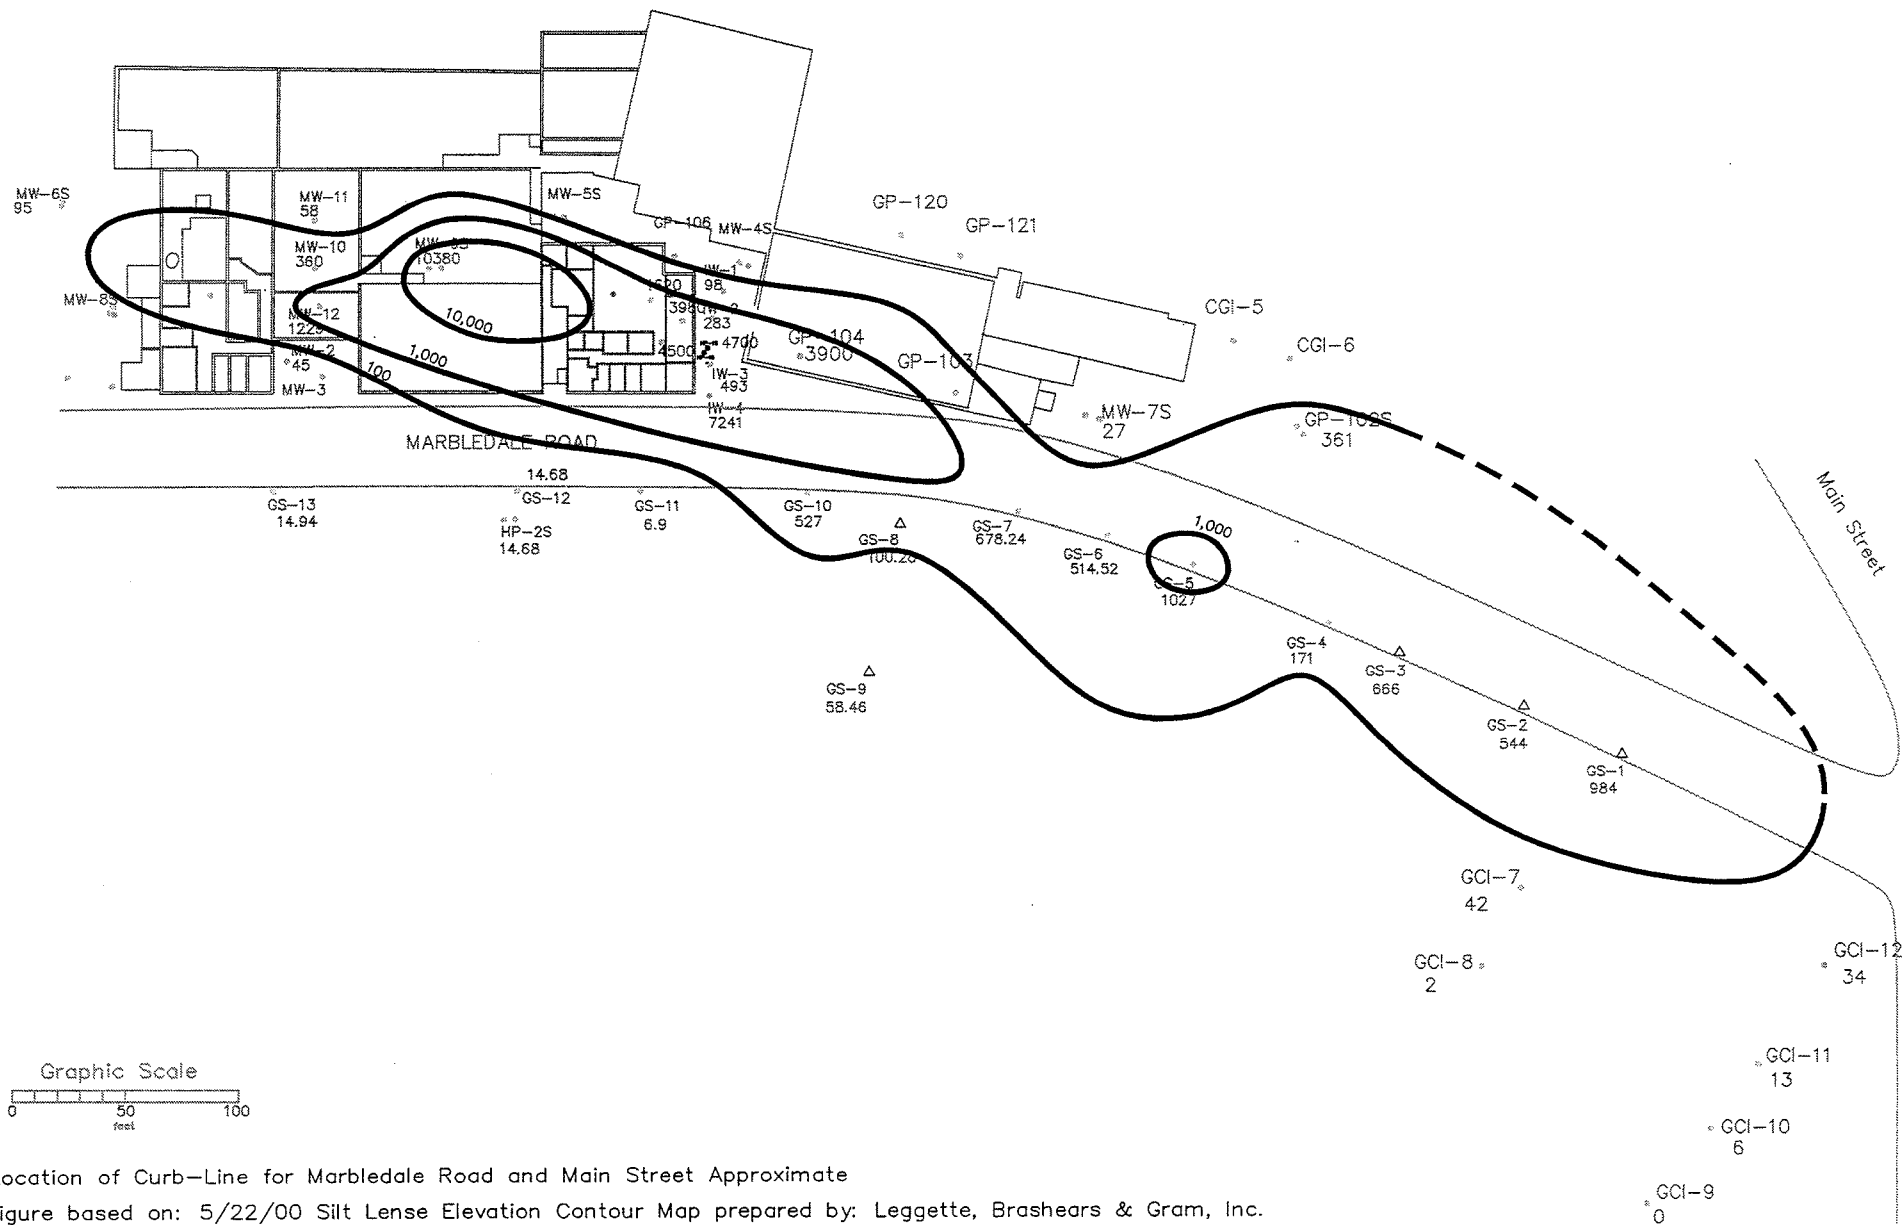 MW-6S
95
MW-11
58
MW-10
360
MW-5S
GP-106
MW-4S
GP-120
GP-121
10380
IW-1
98
MW-8S
MW-12
10,000
283
1,000
MW-2
45
100
MW-3
4500
4700
IW-3
493
IW-4
7241
GP-104
3900
GP-103
CGI-5
CGI-6
MW-7S
27
GP-102S
361
Main Street
MARBLEDALE ROAD
14.68
GS-13
14.94
GS-12
HP-2S
14.68
GS-11
6.9
GS-10
527
GS-8
GS-7
678.24
GS-6
514.52
1,000
GS-5
1027
GS-4
171
GS-3
666
GS-2
544
GS-1
984
GS-9
58.46
GCI-7
42
GCI-8
2
GCI-12
34
GCI-11
13
GCI-10
6
GCI-9
0
Graphic Scale
0 50 100
feet
ocation of Curb-Line for Marbledale Road and Main Street Approximate
igure based on: 5/22/00 Silt Lense Elevation Contour Map prepared by: Leggette, Brashears & Gram, Inc.